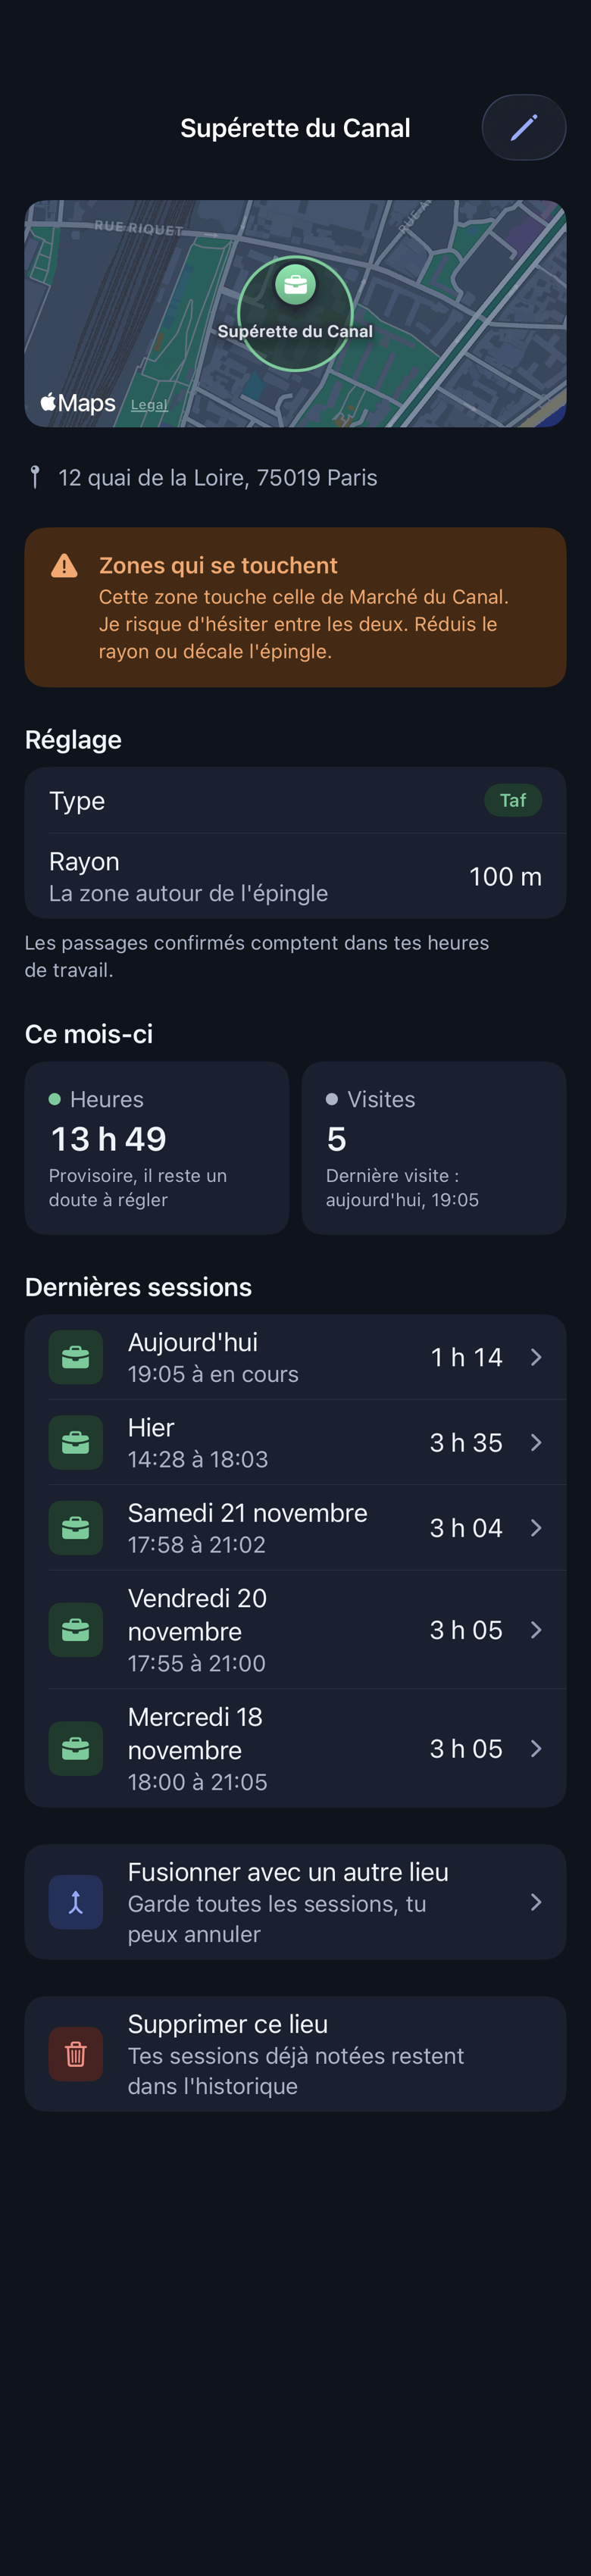 Supérette du Canal
RUE RIQUET
Supérette du Canal
Maps Legal
12 quai de la Loire, 75019 Paris
Zones qui se touchent
Cette zone touche celle de Marché du Canal.
Je risque d'hésiter entre les deux. Réduis le
rayon ou décale l'épingle.
Réglage
Type
Taf
Rayon
La zone autour de l'épingle
100 m
Les passages confirmés comptent dans tes heures
de travail.
Ce mois-ci
Heures
13 h 49
Provisoire, il reste un
doute à régler
Visites
5
Dernière visite :
aujourd'hui, 19:05
Dernières sessions
Aujourd'hui
19:05 à en cours
1 h 14
Hier
14:28 à 18:03
3 h 35
Samedi 21 novembre
17:58 à 21:02
3 h 04
Vendredi 20
novembre
17:55 à 21:00
3 h 05
Mercredi 18
novembre
18:00 à 21:05
3 h 05
Fusionner avec un autre lieu
Garde toutes les sessions, tu
peux annuler
Supprimer ce lieu
Tes sessions déjà notées restent
dans l'historique